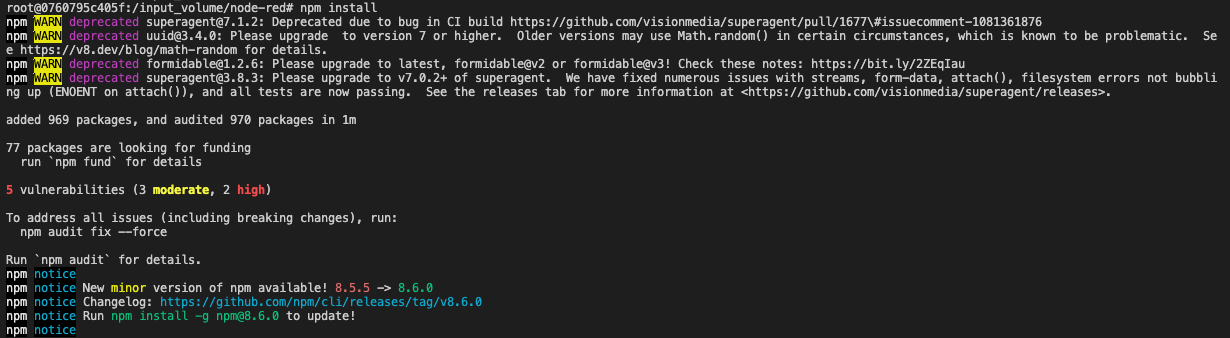 root@0760795c405f:/input_volume/node-red# npm install
npm WARN deprecated superagent@7.1.2: Deprecated due to bug in CI build https://github.com/visionmedia/superagent/pull/1677\#issuecomment-1081361876
npm WARN deprecated uuid@3.4.0: Please upgrade  to version 7 or higher.  Older versions may use Math.random() in certain circumstances, which is known to be problematic.  Se
e https://v8.dev/blog/math-random for details.
npm WARN deprecated formidable@1.2.6: Please upgrade to latest, formidable@v2 or formidable@v3! Check these notes: https://bit.ly/2ZEqIau
npm WARN deprecated superagent@3.8.3: Please upgrade to v7.0.2+ of superagent.  We have fixed numerous issues with streams, form-data, attach(), filesystem errors not bubbli
ng up (ENOENT on attach()), and all tests are now passing.  See the releases tab for more information at <https://github.com/visionmedia/superagent/releases>.
added 969 packages, and audited 970 packages in 1m
77 packages are looking for funding
  run `npm fund` for details
5 vulnerabilities (3 moderate, 2 high)
To address all issues (including breaking changes), run:
  npm audit fix --force
Run `npm audit` for details.
npm notice
npm notice New minor version of npm available! 8.5.5 -> 8.6.0
npm notice Changelog: https://github.com/npm/cli/releases/tag/v8.6.0
npm notice Run npm install -g npm@8.6.0 to update!
npm notice